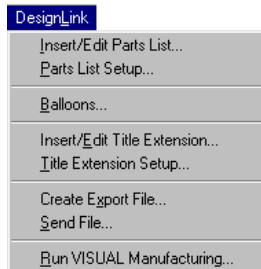 DesignLink
Insert/Edit Parts List...
Parts List Setup...
Balloons...
Insert/Edit Title Extension...
Title Extension Setup...
Create Export File...
Send File...
Run VISUAL Manufacturing...